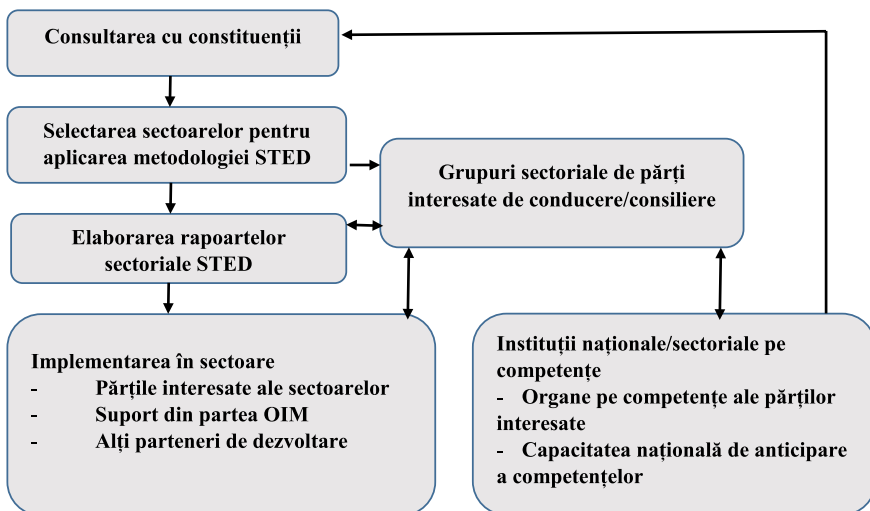 Consultarea cu constituenții
Selectarea sectoarelor pentru
aplicarea metodologiei STED
Grupuri sectoriale de părți
interesate de conducere/consiliere
Elaborarea rapoartelor
sectoriale STED
Implementarea în sectoare
- Părțile interesate ale sectoarelor
- Suport din partea OIM
- Alți parteneri de dezvoltare
Instituții naționale/sectoriale pe
competențe
- Organe pe competențe ale părților
interesate
- Capacitatea națională de anticipare
a competențelor